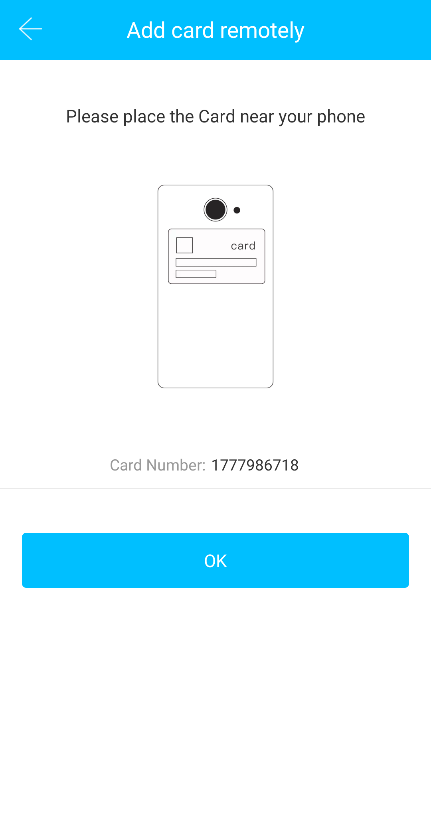 Add card remotely
Please place the Card near your phone
card
Card Number: 1777986718
OK